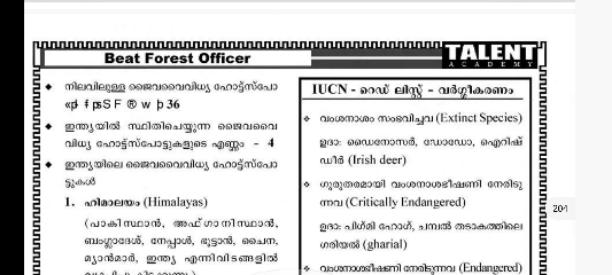 Beat Forest Officer
TALENT
ACADEMY
◆ നിലവിലുള്ള ജൈവവൈവിധ്യ ഹോട്ട്സ്പോ
«ഭ ‡ ps S F ® w þ 36
◆ ഇന്ത്യയിൽ സ്ഥിതിചെയ്യുന്ന ജൈവവൈ
വിധ്യ ഹോട്ട്സ്പോട്ടുകളുടെ എണ്ണം - 4
◆ ഇന്ത്യയിലെ ജൈവവൈവിധ്യ ഹോട്ട്സ്പോ
ട്ടുകൾ
1. ഹിമാലയം (Himalayas)
(പാകിസ്ഥാൻ, അഫ്ഗാനിസ്ഥാൻ,
ബംഗ്ലാദേശ്, നേപ്പാൾ, ഭൂട്ടാൻ, ചൈന,
മ്യാൻമാർ, ഇന്ത്യ എന്നിവിടങ്ങളിൽ
IUCN - റെഡ് ലിസ്റ്റ് - വർഗ്ഗീകരണം
❖ വംശനാശം സംഭവിച്ചവ (Extinct Species)
ഉദാ: ഡൈനോസർ, ഡോഡോ, ഐറിഷ്
ഡീർ (Irish deer)
❖ ഗുരുതരമായി വംശനാശഭീഷണി നേരിടു
ന്നവ (Critically Endangered)
ഉദാ: പിഗ്മി ഹോഗ്, ചമ്പൽ തടാകത്തിലെ
ഗരിയൽ (gharial)
❖ വംശനാശഭീഷണി നേരിടുന്നവ (Endangered)
204